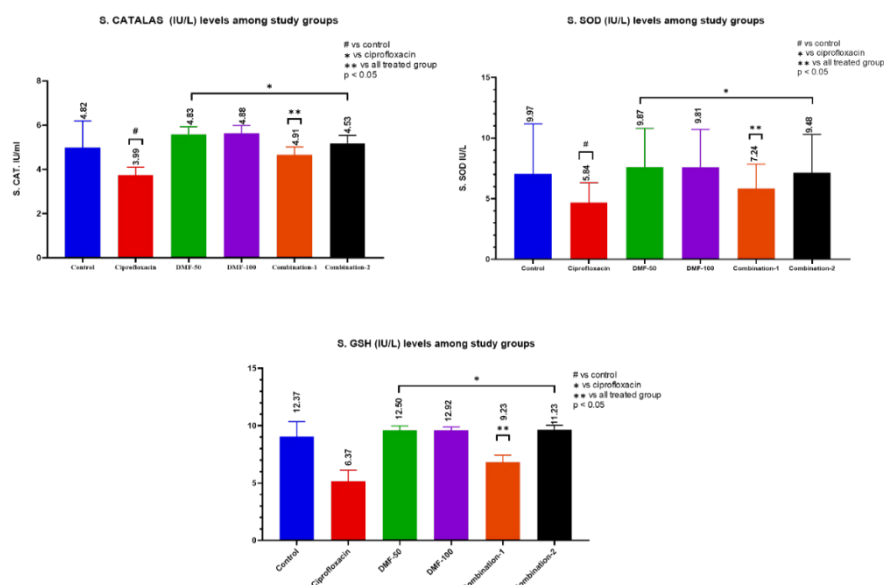 S. CATALAS (IU/L) levels among study groups
# vs control
* vs ciprofloxacin
** vs all treated group
p < 0.05
S. CAT. IU/ml
8
6
4
2
0
4.82
#
3.99
4.83
4.88
**
4.91
4.53
*
Control
Ciprofloxacin
DMF-50
DMF-100
Combination-1
Combination-2
S. SOD (IU/L) levels among study groups
# vs control
* vs ciprofloxacin
** vs all treated group
p < 0.05
S. SOD IU/L
15
10
5
0
9.97
#
5.84
9.87
9.81
**
7.24
9.48
*
Control
Ciprofloxacin
DMF-50
DMF-100
Combination-1
Combination-2
S. GSH (IU/L) levels among study groups
# vs control
* vs ciprofloxacin
** vs all treated group
p < 0.05
15
10
5
0
12.37
6.37
12.50
12.92
9.23
**
11.23
*
Control
Ciprofloxacin
DMF-50
DMF-100
Combination-1
Combination-2